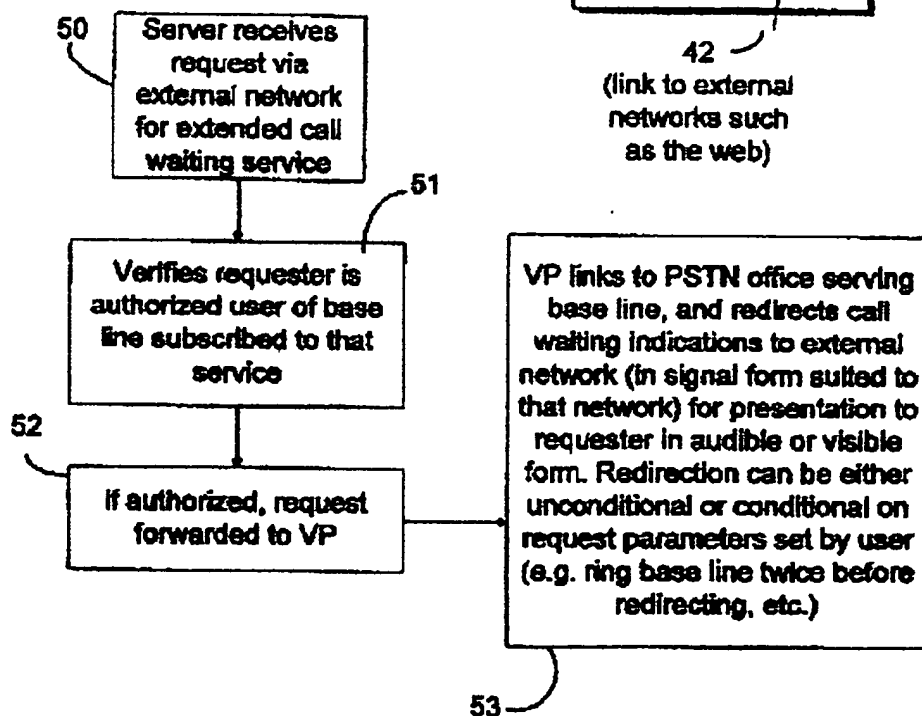 50
Server receives
request via
external network
for extended call
waiting service
42
(link to external
networks such
as the web)
51
Verifies requester is
authorized user of base
line subscribed to that
service
52
If authorized, request
forwarded to VP
VP links to PSTN office serving
base line, and redirects call
waiting indications to external
network (in signal form suited to
that network) for presentation to
requester in audible or visible
form. Redirection can be either
unconditional or conditional on
request parameters set by user
(e.g. ring base line twice before
redirecting, etc.)
53